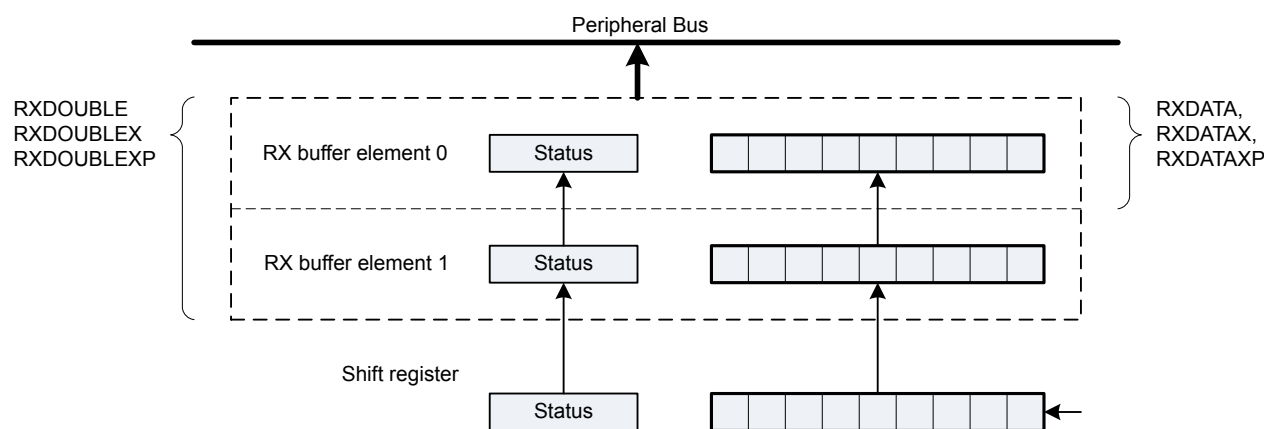 Peripheral Bus
RXDOUBLE
RXDOUBLEX
RXDOUBLEXP
RXDATA,
RXDATAX,
RXDATAXP
RX buffer element 0
Status
RX buffer element 1
Status
Shift register
Status